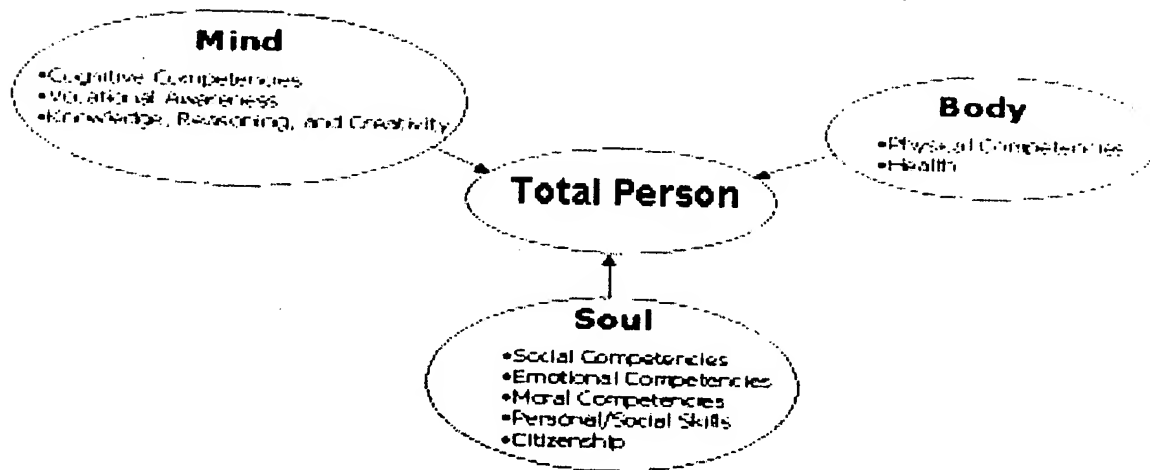 Mind
•Cognitive Competencies
•Vocational Awareness
•Knowledge, Reasoning, and Creativity
Body
•Physical Competencies
•Health
Total Person
Soul
•Social Competencies
•Emotional Competencies
•Moral Competencies
•Personal/Social Skills
•Citizenship